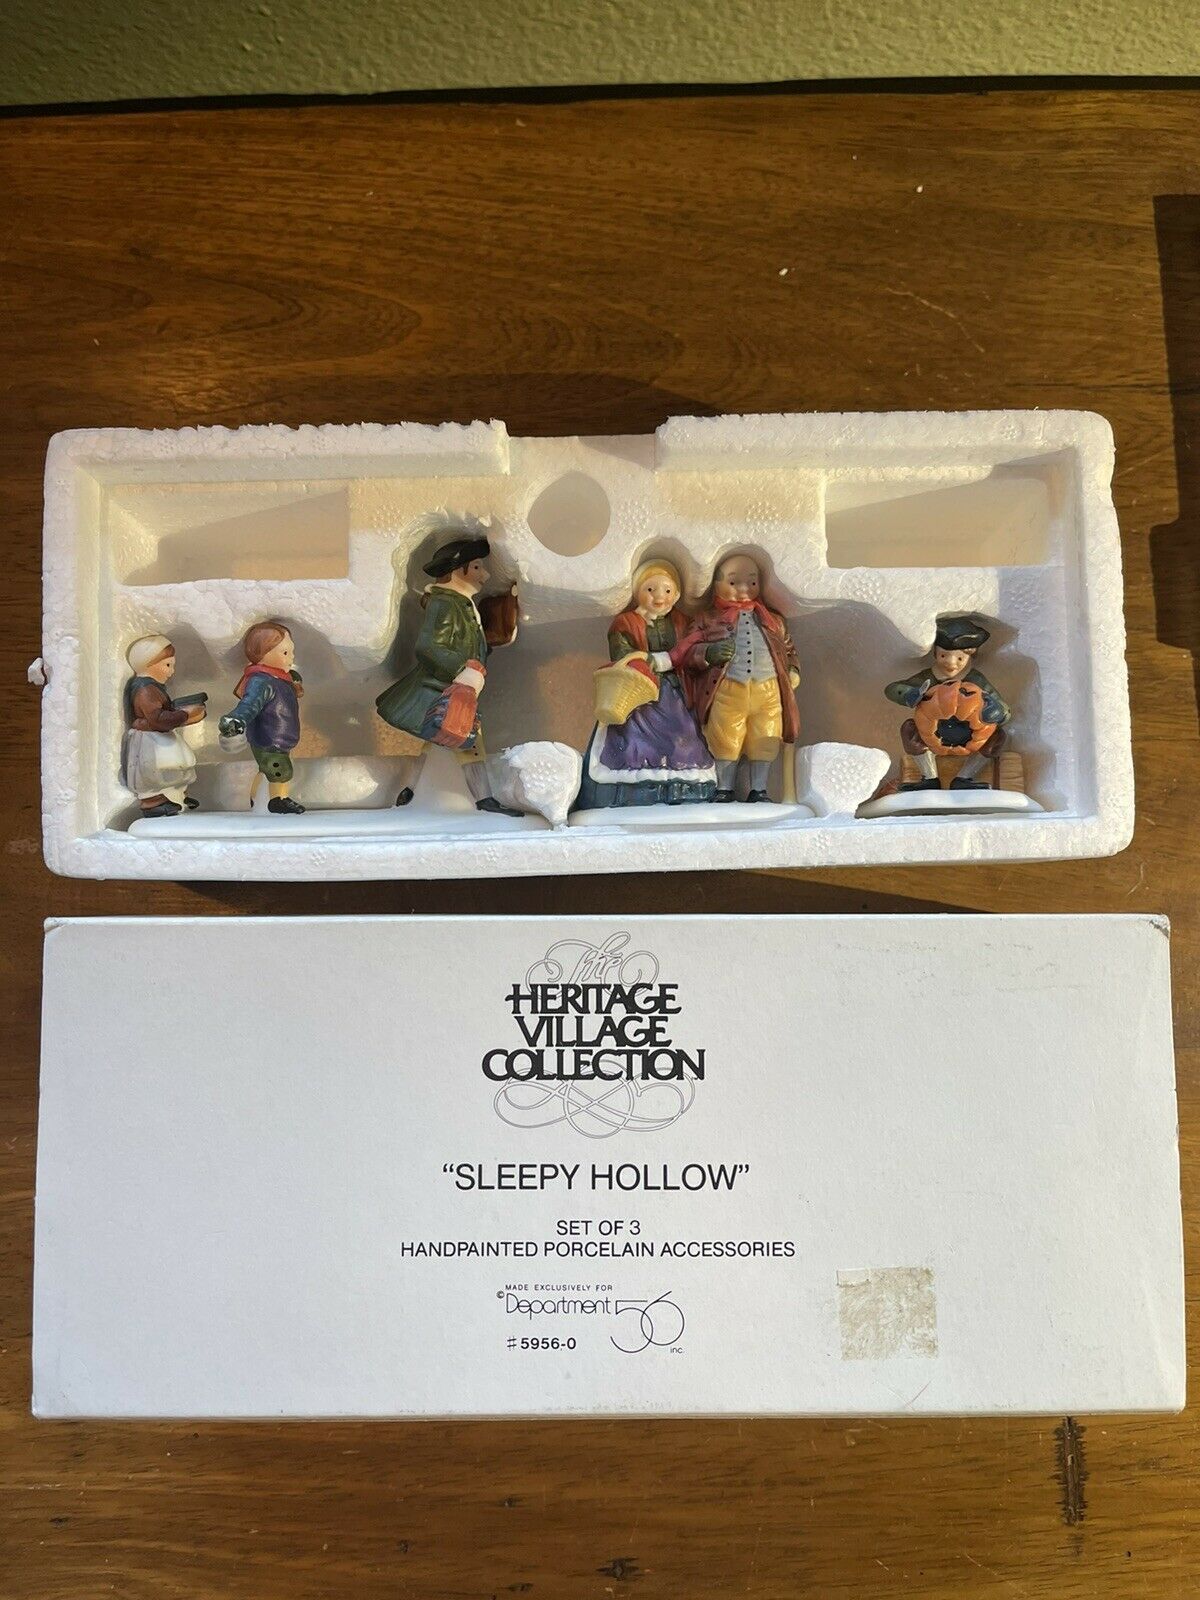 The
HERITAGE
VILLAGE
COLLECTION
“SLEEPY HOLLOW”
SET OF 3
HANDPAINTED PORCELAIN ACCESSORIES
MADE EXCLUSIVELY FOR
©Department 56 inc.
#5956-0